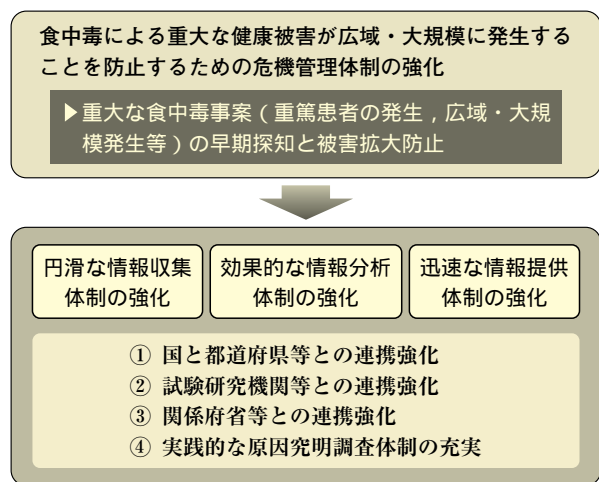 食中毒による重大な健康被害が広域・大規模に発生する
ことを防止するための危機管理体制の強化
▶重大な食中毒事案(重篤患者の発生,広域・大規
模発生等)の早期探知と被害拡大防止
円滑な情報収集
体制の強化
効果的な情報分析
体制の強化
迅速な情報提供
体制の強化
① 国と都道府県等との連携強化
② 試験研究機関等との連携強化
③ 関係府省等との連携強化
④ 実践的な原因究明調査体制の充実